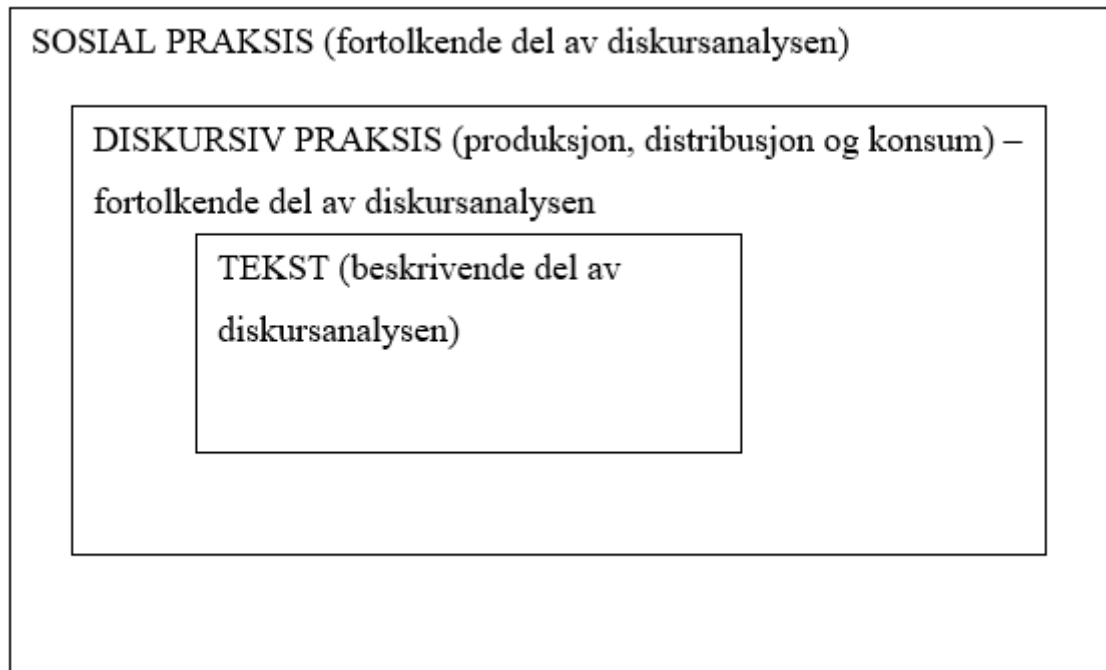 SOSIAL PRAKSIS (fortolkende del av diskursanalysen)
DISKURSIV PRAKSIS (produksjon, distribusjon og konsum) –
fortolkende del av diskursanalysen
TEKST (beskrivende del av
diskursanalysen)